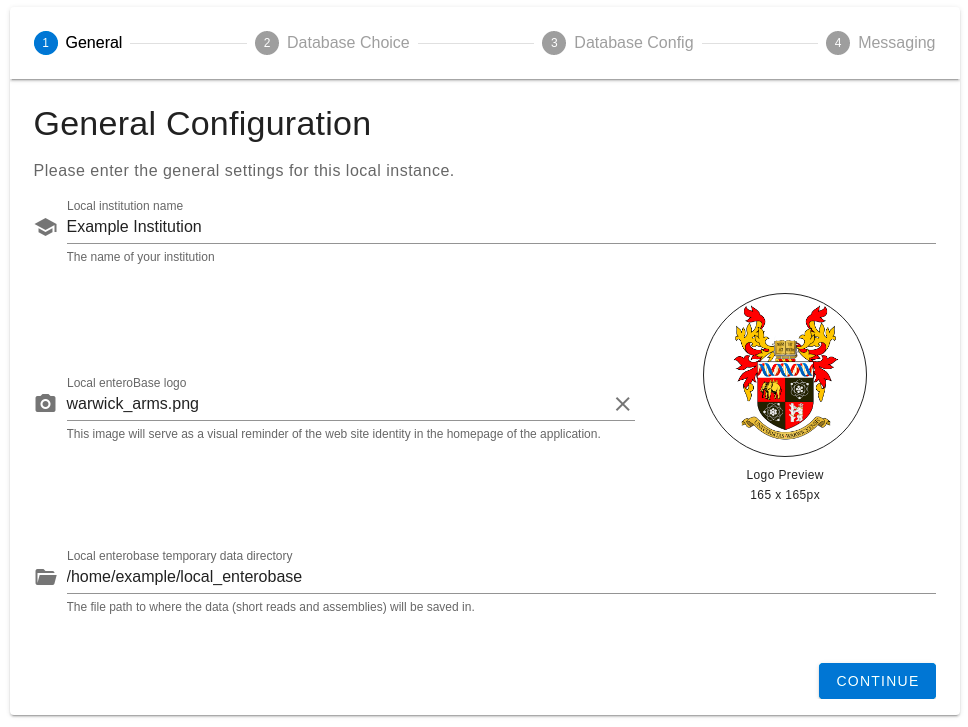 1 General 2 Database Choice 3 Database Config 4 Messaging
General Configuration
Please enter the general settings for this local instance.
Local institution name
Example Institution
The name of your institution
Local enteroBase logo
warwick_arms.png
This image will serve as a visual reminder of the web site identity in the homepage of the application.
Logo Preview
165 x 165px
Local enterobase temporary data directory
/home/example/local_enterobase
The file path to where the data (short reads and assemblies) will be saved in.
CONTINUE